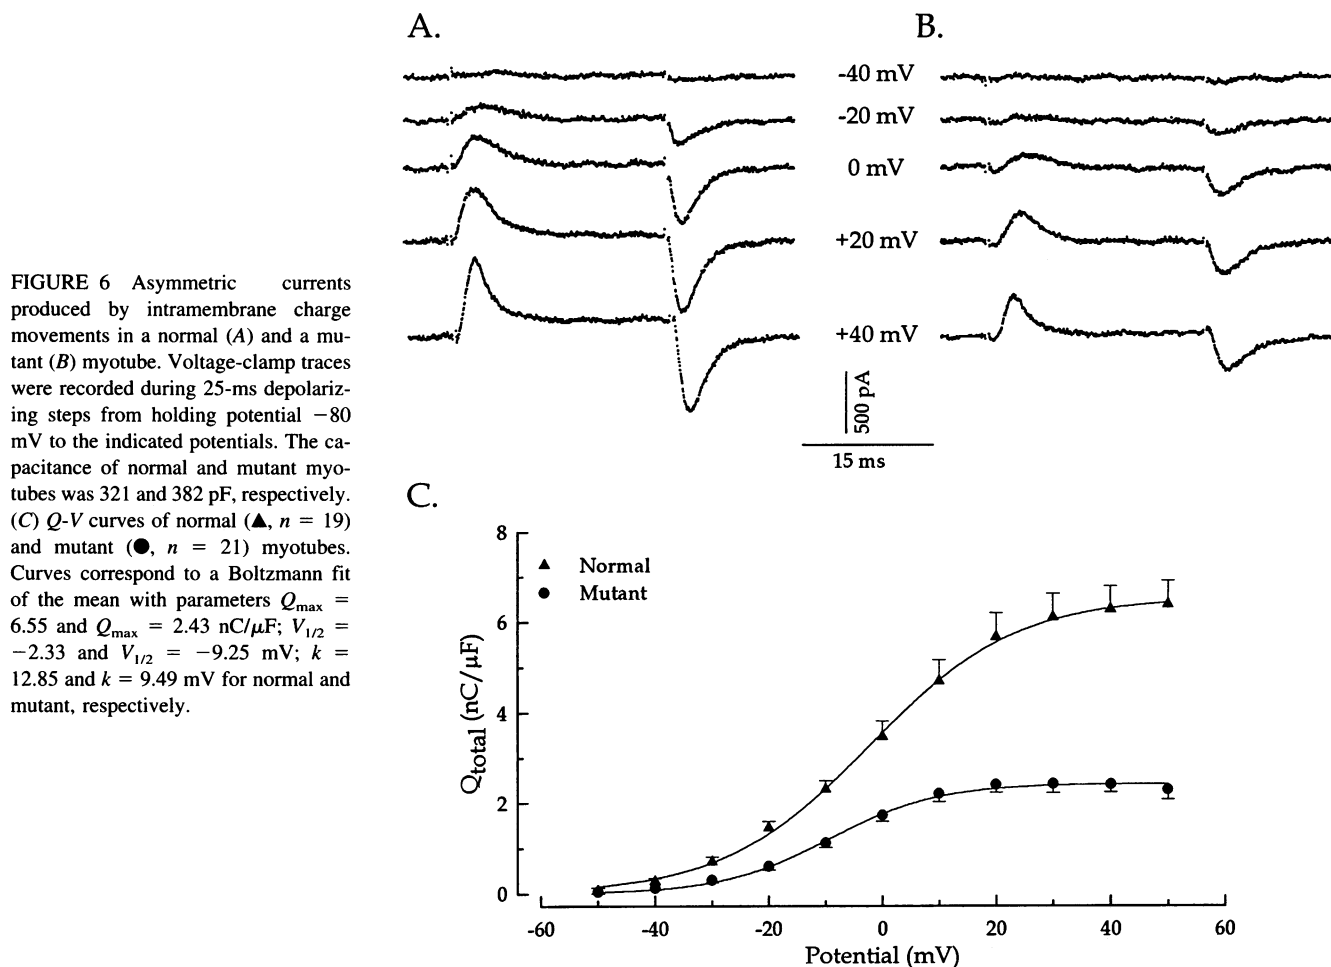 A.
B.
-40 mV
-20 mV
0 mV
+20 mV
+40 mV
500 pA
15 ms
FIGURE 6 Asymmetric currents
produced by intramembrane charge
movements in a normal (A) and a mu-
tant (B) myotube. Voltage-clamp traces
were recorded during 25-ms depolariz-
ing steps from holding potential −80
mV to the indicated potentials. The ca-
pacitance of normal and mutant myo-
tubes was 321 and 382 pF, respectively.
(C) Q-V curves of normal (▲, n = 19)
and mutant (●, n = 21) myotubes.
Curves correspond to a Boltzmann fit
of the mean with parameters Qmax =
6.55 and Qmax = 2.43 nC/μF; V1/2 =
−2.33 and V1/2 = −9.25 mV; k =
12.85 and k = 9.49 mV for normal and
mutant, respectively.
C.
▲ Normal
● Mutant
Qtotal (nC/μF)
8
6
4
2
0
-60 -40 -20 0 20 40 60
Potential (mV)